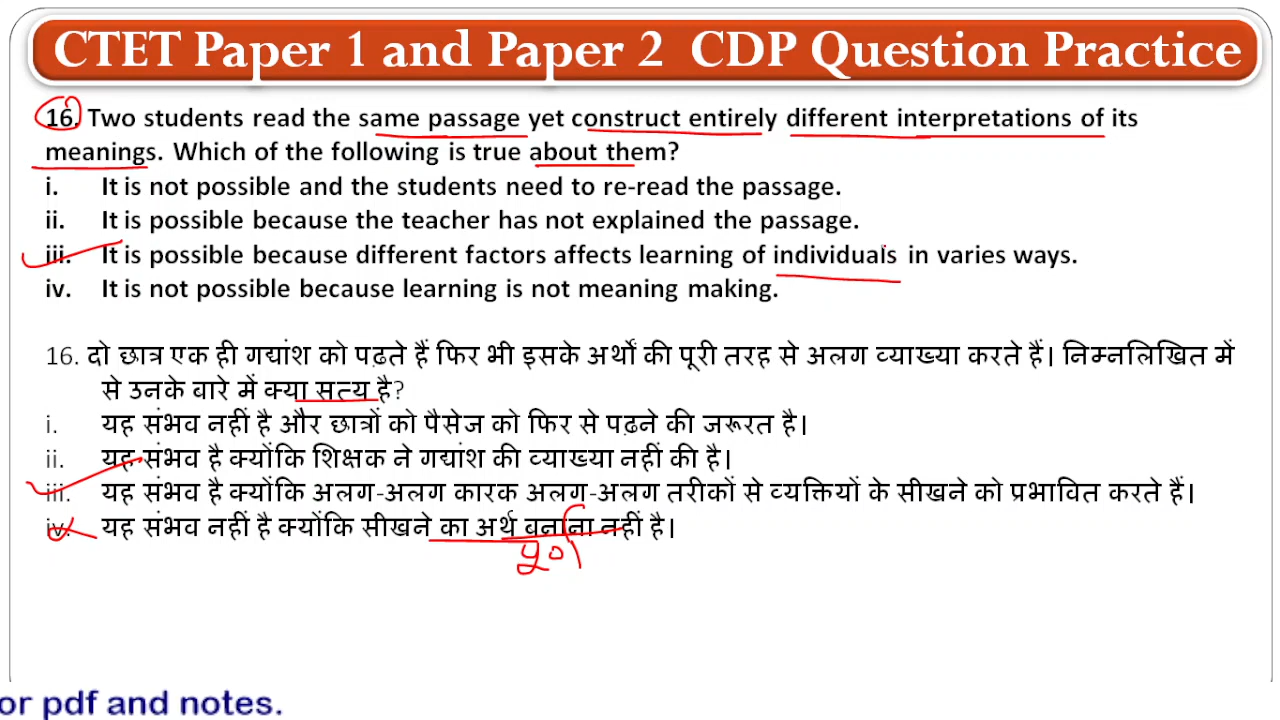 CTET Paper 1 and Paper 2 CDP Question Practice
16. Two students read the same passage yet construct entirely different interpretations of its
meanings. Which of the following is true about them?
i. It is not possible and the students need to re-read the passage.
ii. It is possible because the teacher has not explained the passage.
iii. It is possible because different factors affects learning of individuals in varies ways.
iv. It is not possible because learning is not meaning making.
16. दो छात्र एक ही गद्यांश को पढ़ते हैं फिर भी इसके अर्थों की पूरी तरह से अलग व्याख्या करते हैं। निम्नलिखित में
से उनके बारे में क्या सत्य है?
i. यह संभव नहीं है और छात्रों को पैसेज को फिर से पढ़ने की जरूरत है।
ii. यह संभव है क्योंकि शिक्षक ने गद्यांश की व्याख्या नहीं की है।
iii. यह संभव है क्योंकि अलग-अलग कारक अलग-अलग तरीकों से व्यक्तियों के सीखने को प्रभावित करते हैं।
iv. यह संभव नहीं है क्योंकि सीखने का अर्थ बनाना नहीं है।
or pdf and notes.